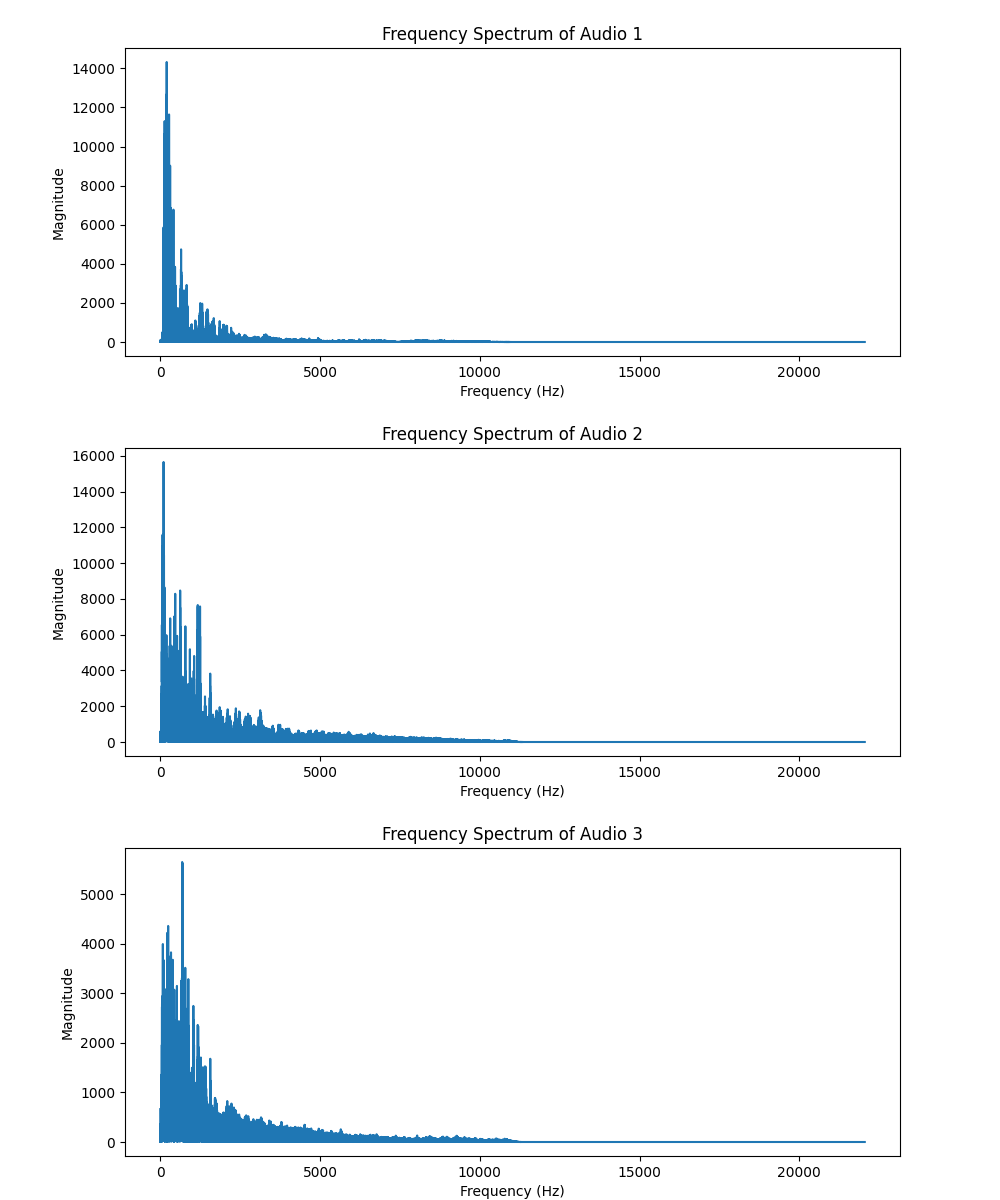 Frequency Spectrum of Audio 1
14000
12000
10000
8000
6000
4000
2000
0
Magnitude
0 5000 10000 15000 20000
Frequency (Hz)
Frequency Spectrum of Audio 2
16000
14000
12000
10000
8000
6000
4000
2000
0
Magnitude
0 5000 10000 15000 20000
Frequency (Hz)
Frequency Spectrum of Audio 3
5000
4000
3000
2000
1000
0
Magnitude
0 5000 10000 15000 20000
Frequency (Hz)